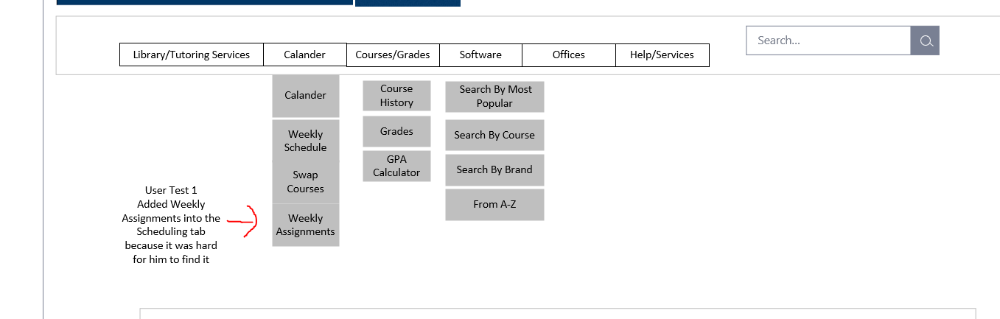 Search...
Library/Tutoring Services
Calander
Courses/Grades
Software
Offices
Help/Services
Calander
Weekly
Schedule
Swap
Courses
Weekly
Assignments
Course
History
Grades
GPA
Calculator
Search By Most
Popular
Search By Course
Search By Brand
From A-Z
User Test 1
Added Weekly
Assignments into the
Scheduling tab
because it was hard
for him to find it